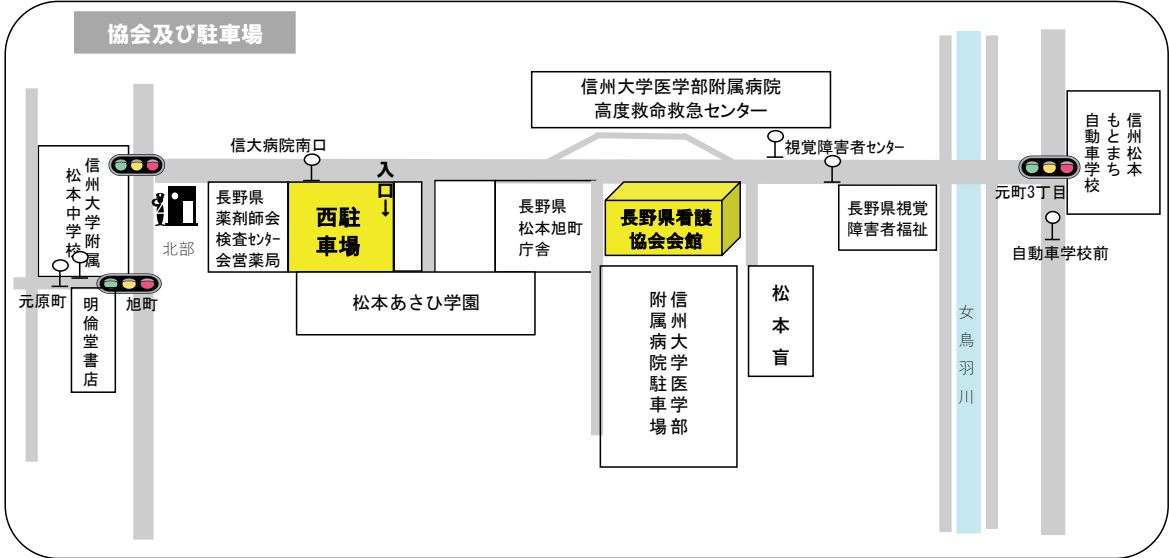 協会及び駐車場
信州大学医学部附属病院
高度救命救急センター
信州松本
もとまち
自動車学校
信大病院南口
視覚障害者センター
入口↓
元町3丁目
信州大学附属
松本中学校
長野県
薬剤師会
検査センター
会営薬局
西駐
車場
長野県
松本旭町
庁舎
長野県看護
協会会館
長野県視覚
障害者福祉
北部
自動車学校前
元原町
旭町
松本あさひ学園
明倫堂書店
信州大学医学部
附属病院駐車場
松本盲
女鳥羽川